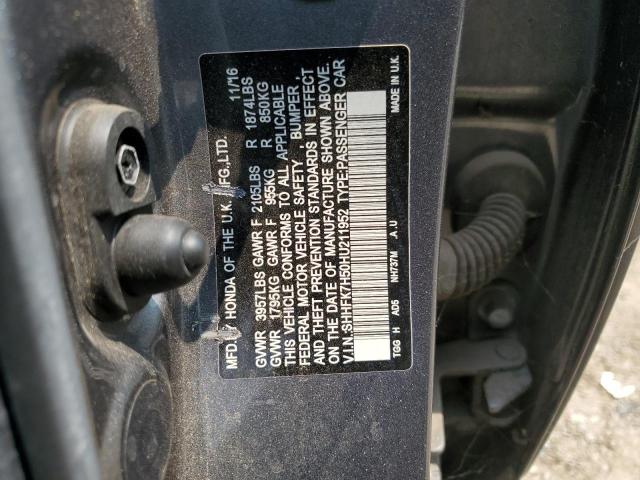 MFD.BY HONDA OF THE U.K. MFG.,LTD. 11/16
GVWR 3957LBS GAWR F 2105LBS R 1874LBS
GVWR 1795KG GAWR F 955KG R 850KG
THIS VEHICLE CONFORMS TO ALL APPLICABLE
FEDERAL MOTOR VEHICLE SAFETY , BUMPER ,
AND THEFT PREVENTION STANDARDS IN EFFECT
ON THE DATE OF MANUFACTURE SHOWN ABOVE.
V.I.N.:SHHFK7H50HU211952 TYPE:PASSENGER CAR
TGG H AD5 NH737M A.U MADE IN U.K.